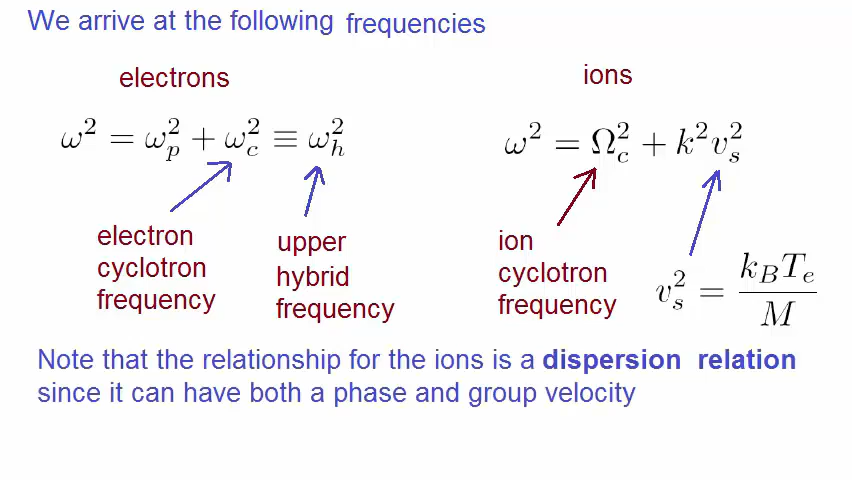 We arrive at the following frequencies
electrons
ions
ω² = ω_p² + ω_c² ≡ ω_h²
ω² = Ω_c² + k²v_s²
electron
cyclotron
frequency
upper
hybrid
frequency
ion
cyclotron
frequency
v_s² = k_B T_e / M
Note that the relationship for the ions is a dispersion relation
since it can have both a phase and group velocity